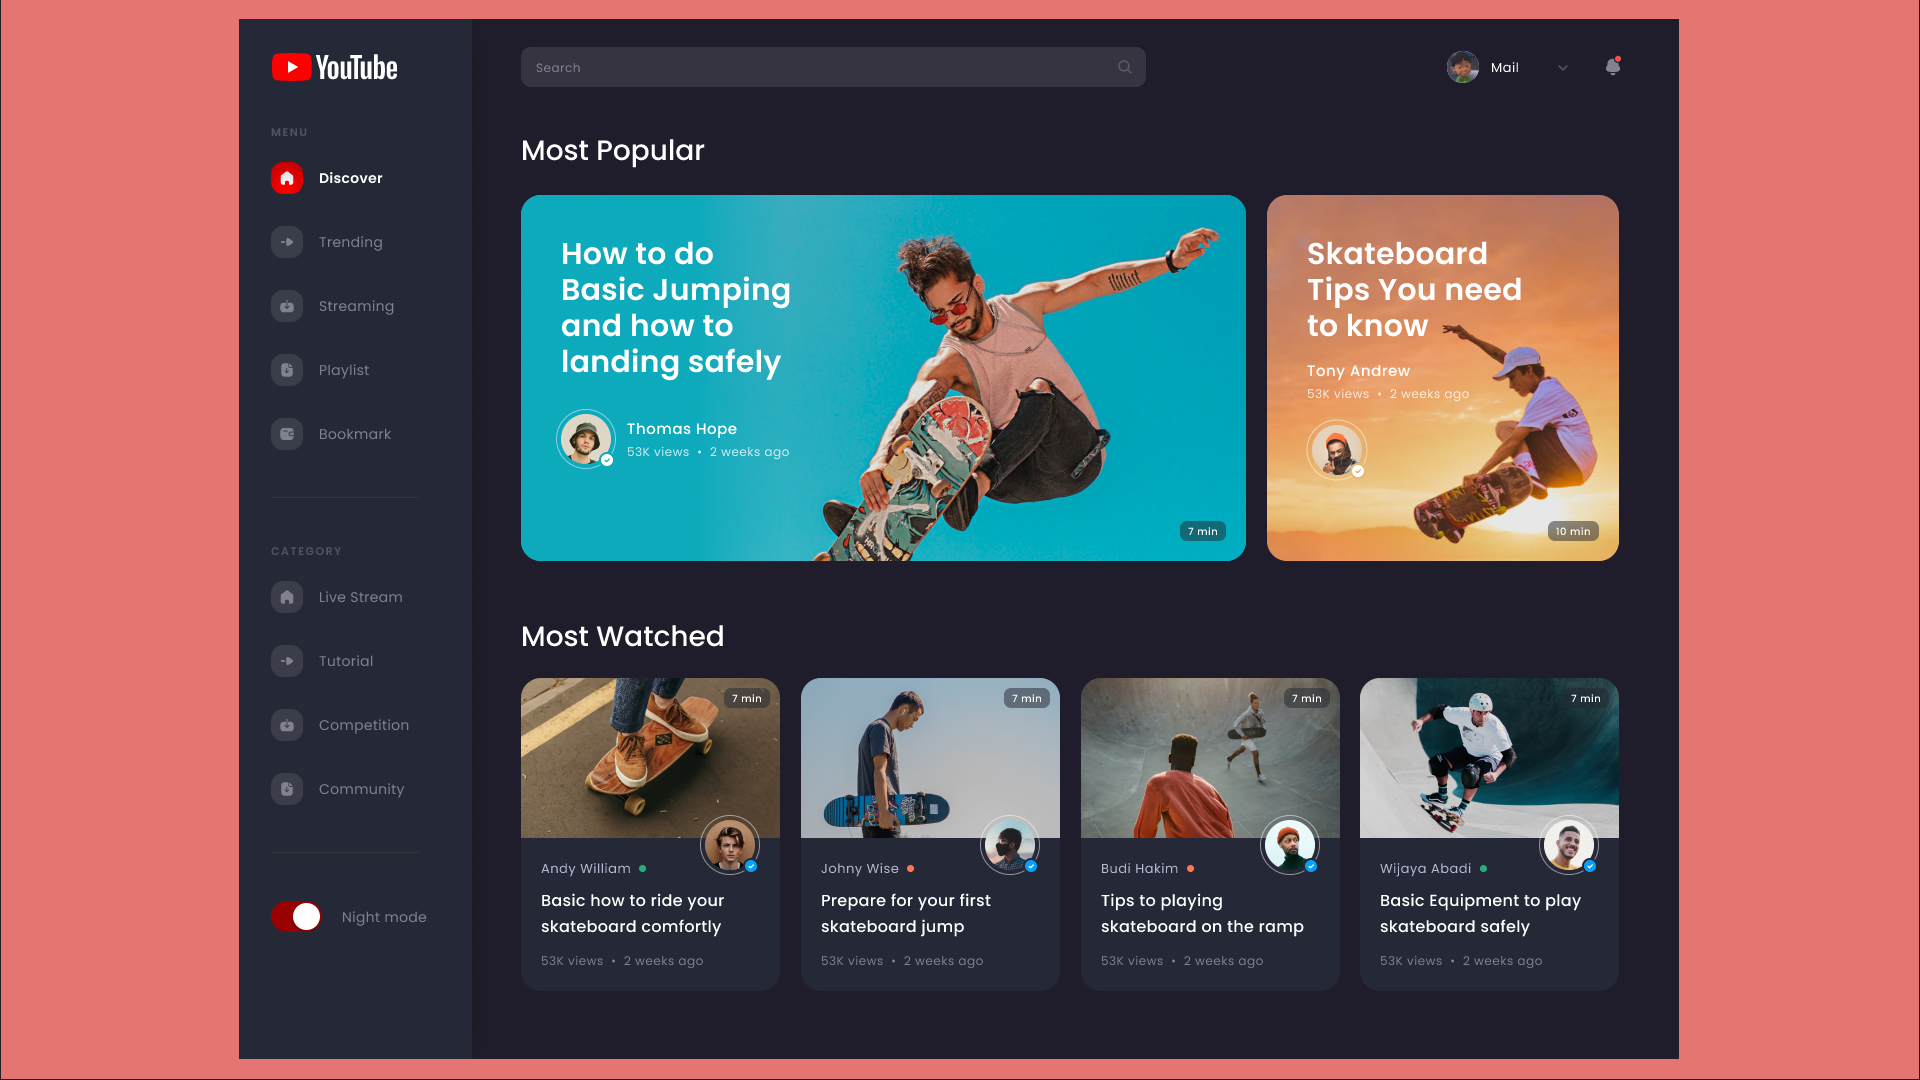 YouTube
Search
Mail
MENU
Discover
Trending
Streaming
Playlist
Bookmark
CATEGORY
Live Stream
Tutorial
Competition
Community
Night mode
Most Popular
How to do
Basic Jumping
and how to
landing safely
Thomas Hope
53K views • 2 weeks ago
7 min
Skateboard
Tips You need
to know
Tony Andrew
53K views • 2 weeks ago
10 min
Most Watched
7 min
Andy William
Basic how to ride your
skateboard comfortly
53K views • 2 weeks ago
7 min
Johny Wise
Prepare for your first
skateboard jump
53K views • 2 weeks ago
7 min
Budi Hakim
Tips to playing
skateboard on the ramp
53K views • 2 weeks ago
7 min
Wijaya Abadi
Basic Equipment to play
skateboard safely
53K views • 2 weeks ago